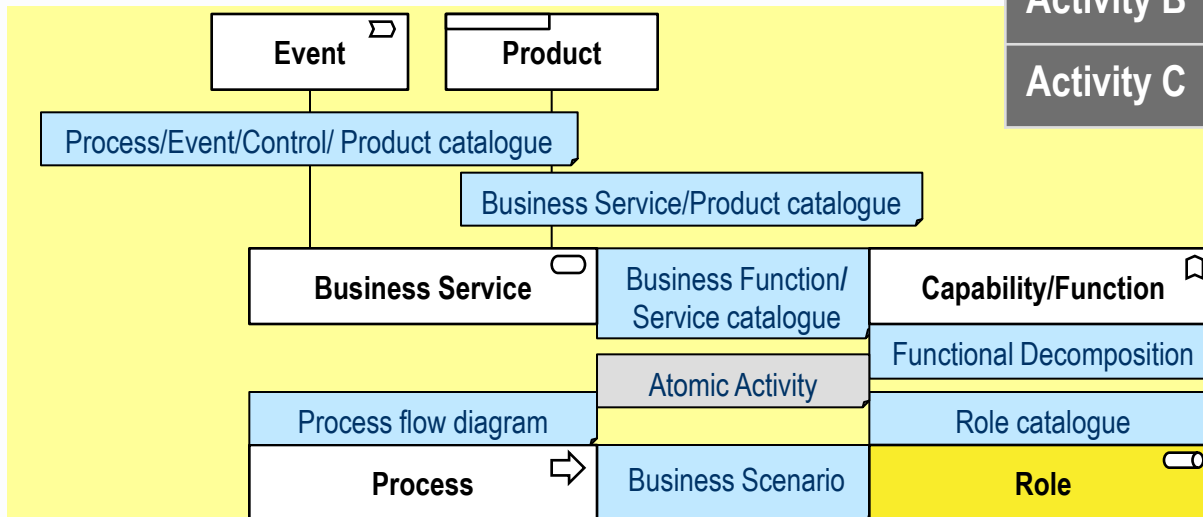 Activity B
Event
Product
Activity C
Process/Event/Control/ Product catalogue
Business Service/Product catalogue
Business Service
Business Function/
Service catalogue
Capability/Function
Functional Decomposition
Atomic Activity
Process flow diagram
Role catalogue
Process
Business Scenario
Role